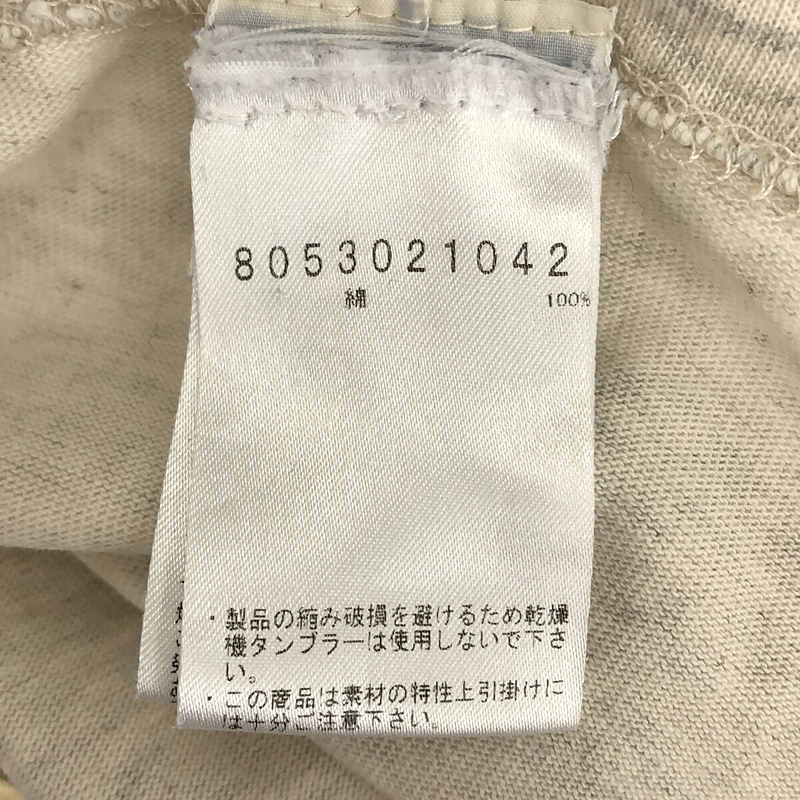 8053021042
綿 100%
・製品の縮み破損を避けるため乾燥
機タンブラーは使用しないで下さ
い。
・この商品は素材の特性上引掛けに
は十分ご注意下さい。